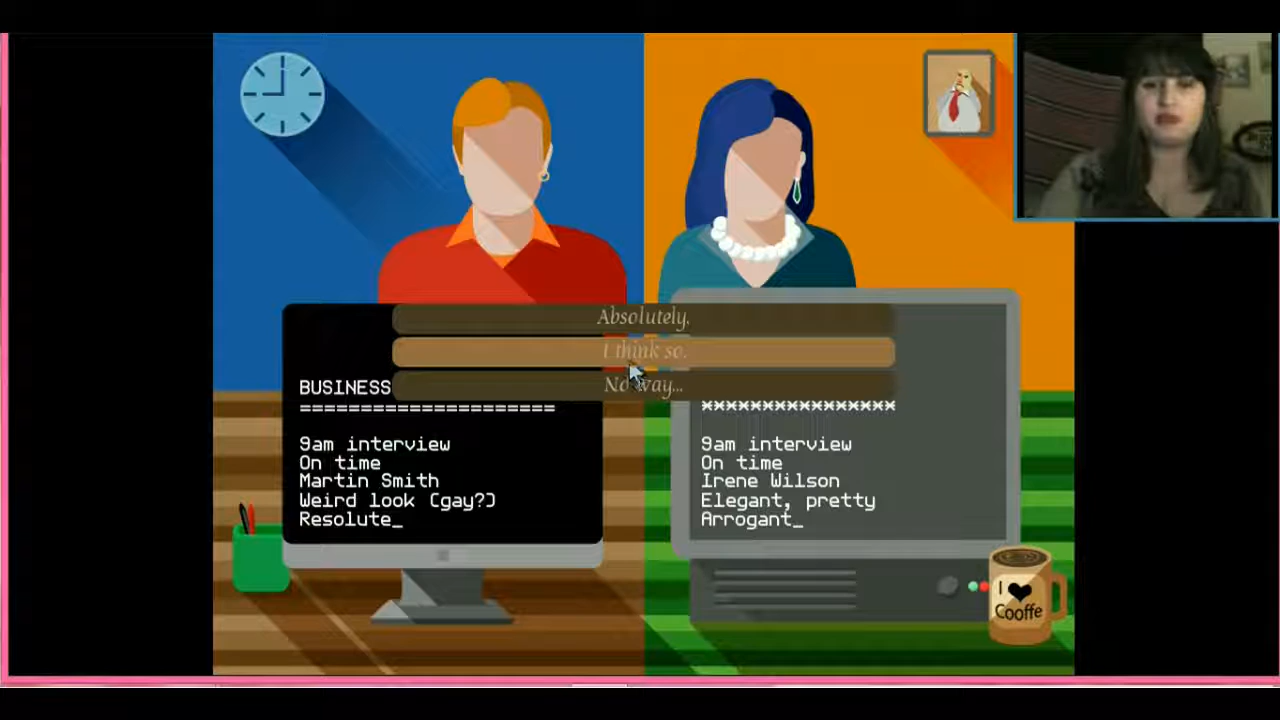 Absolutely.
I think so.
No way...
BUSINESS
=====================
9am interview
On time
Martin Smith
Weird look (gay?)
Resolute_
****************
9am interview
On time
Irene Wilson
Elegant, pretty
Arrogant_
I ♥
Cooffe